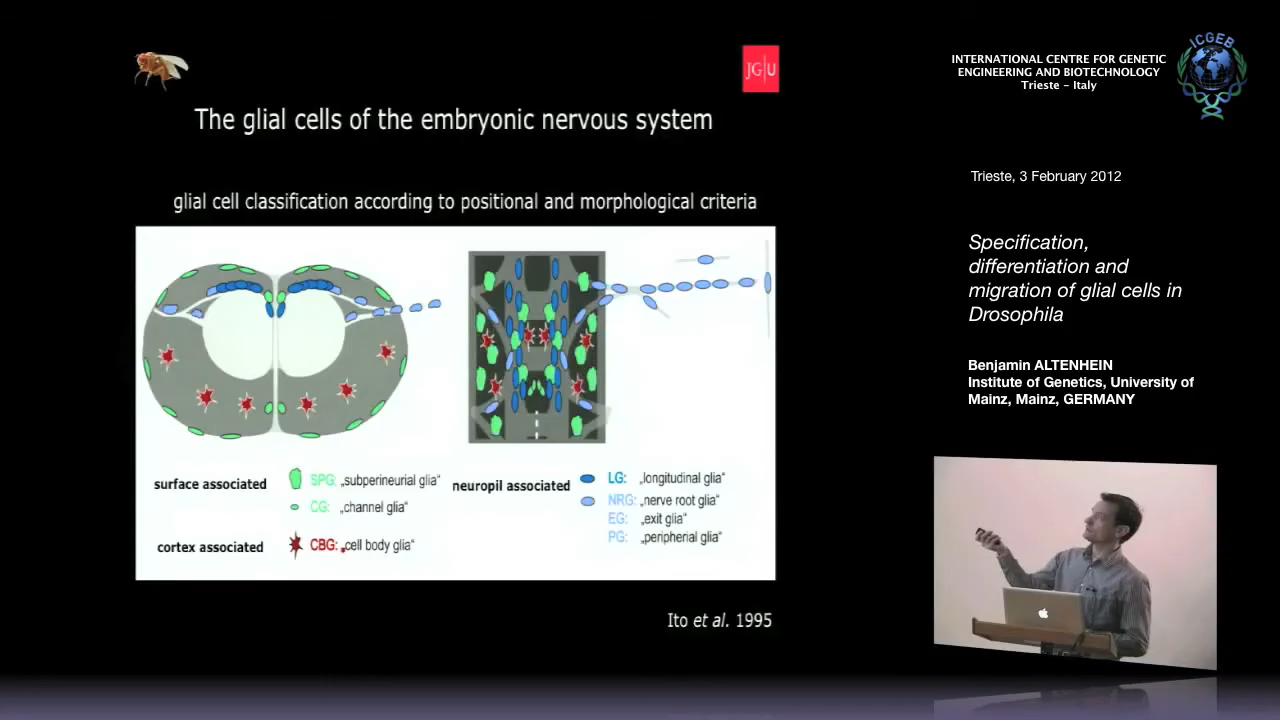 JG|U
The glial cells of the embryonic nervous system
glial cell classification according to positional and morphological criteria
surface associated
SPG: „subperineurial glia“
CG: „channel glia“
cortex associated
CBG: „cell body glia“
neuropil associated
LG: „longitudinal glia“
NRG: „nerve root glia“
EG: „exit glia“
PG: „peripherial glia“
Ito et al. 1995
INTERNATIONAL CENTRE FOR GENETIC
ENGINEERING AND BIOTECHNOLOGY
Trieste - Italy
ICGEB
Trieste, 3 February 2012
Specification,
differentiation and
migration of glial cells in
Drosophila
Benjamin ALTENHEIN
Institute of Genetics, University of
Mainz, Mainz, GERMANY